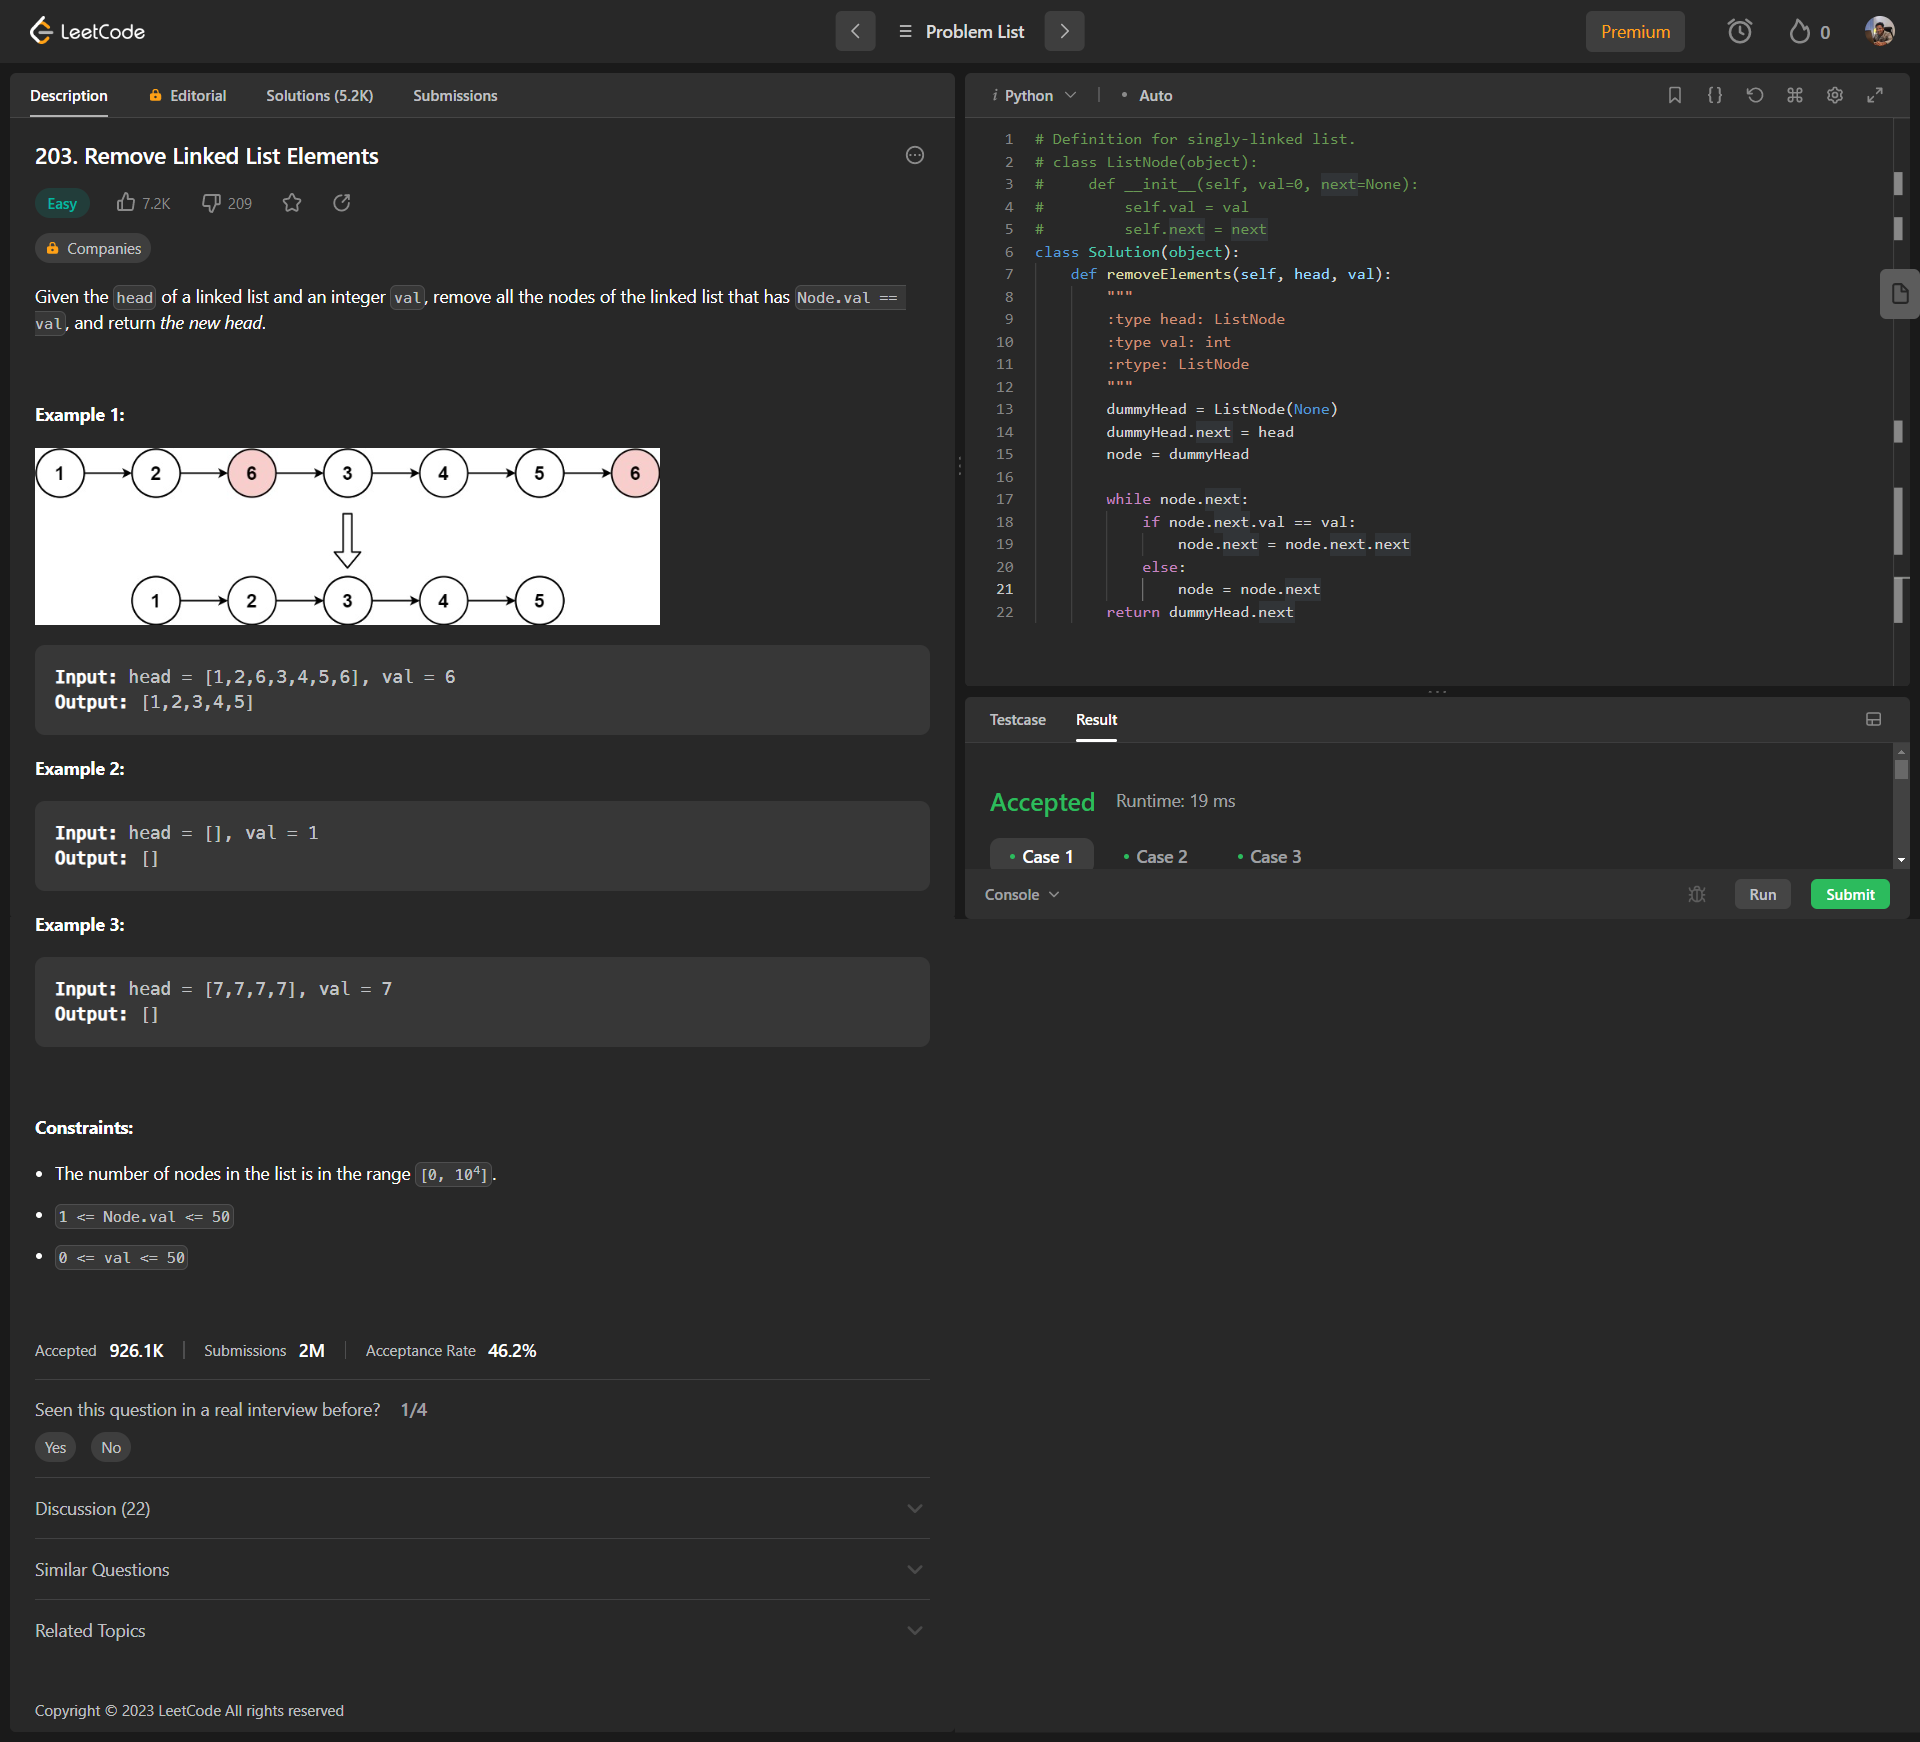 LeetCode
Problem List
Premium
0
Description
Editorial
Solutions (5.2K)
Submissions
203. Remove Linked List Elements
Easy
7.2K
209
Companies
Given the head of a linked list and an integer val, remove all the nodes of the linked list that has Node.val ==
val, and return the new head.
Example 1:
1 2 6 3 4 5 6
1 2 3 4 5
Input: head = [1,2,6,3,4,5,6], val = 6
Output: [1,2,3,4,5]
Example 2:
Input: head = [], val = 1
Output: []
Example 3:
Input: head = [7,7,7,7], val = 7
Output: []
Constraints:
• The number of nodes in the list is in the range [0, 10⁴].
• 1 <= Node.val <= 50
• 0 <= val <= 50
Accepted 926.1K | Submissions 2M | Acceptance Rate 46.2%
Seen this question in a real interview before? 1/4
Yes No
Discussion (22)
Similar Questions
Related Topics
Copyright © 2023 LeetCode All rights reserved
i Python | • Auto
1 # Definition for singly-linked list.
2 # class ListNode(object):
3 #     def __init__(self, val=0, next=None):
4 #         self.val = val
5 #         self.next = next
6 class Solution(object):
7     def removeElements(self, head, val):
8         """
9         :type head: ListNode
10         :type val: int
11         :rtype: ListNode
12         """
13         dummyHead = ListNode(None)
14         dummyHead.next = head
15         node = dummyHead
16
17         while node.next:
18             if node.next.val == val:
19                 node.next = node.next.next
20             else:
21                 node = node.next
22         return dummyHead.next
Testcase
Result
Accepted Runtime: 19 ms
• Case 1 • Case 2 • Case 3
Console
Run
Submit